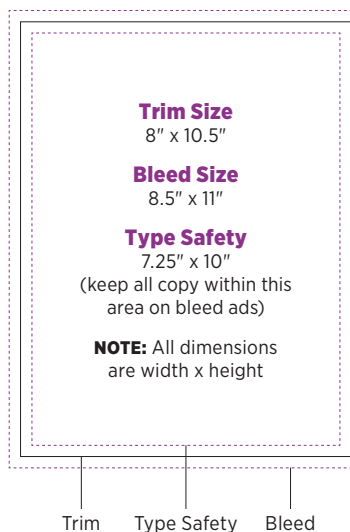 Trim Size
8" x 10.5"
Bleed Size
8.5" x 11"
Type Safety
7.25" x 10"
(keep all copy within this
area on bleed ads)
NOTE: All dimensions
are width x height
Trim Type Safety Bleed